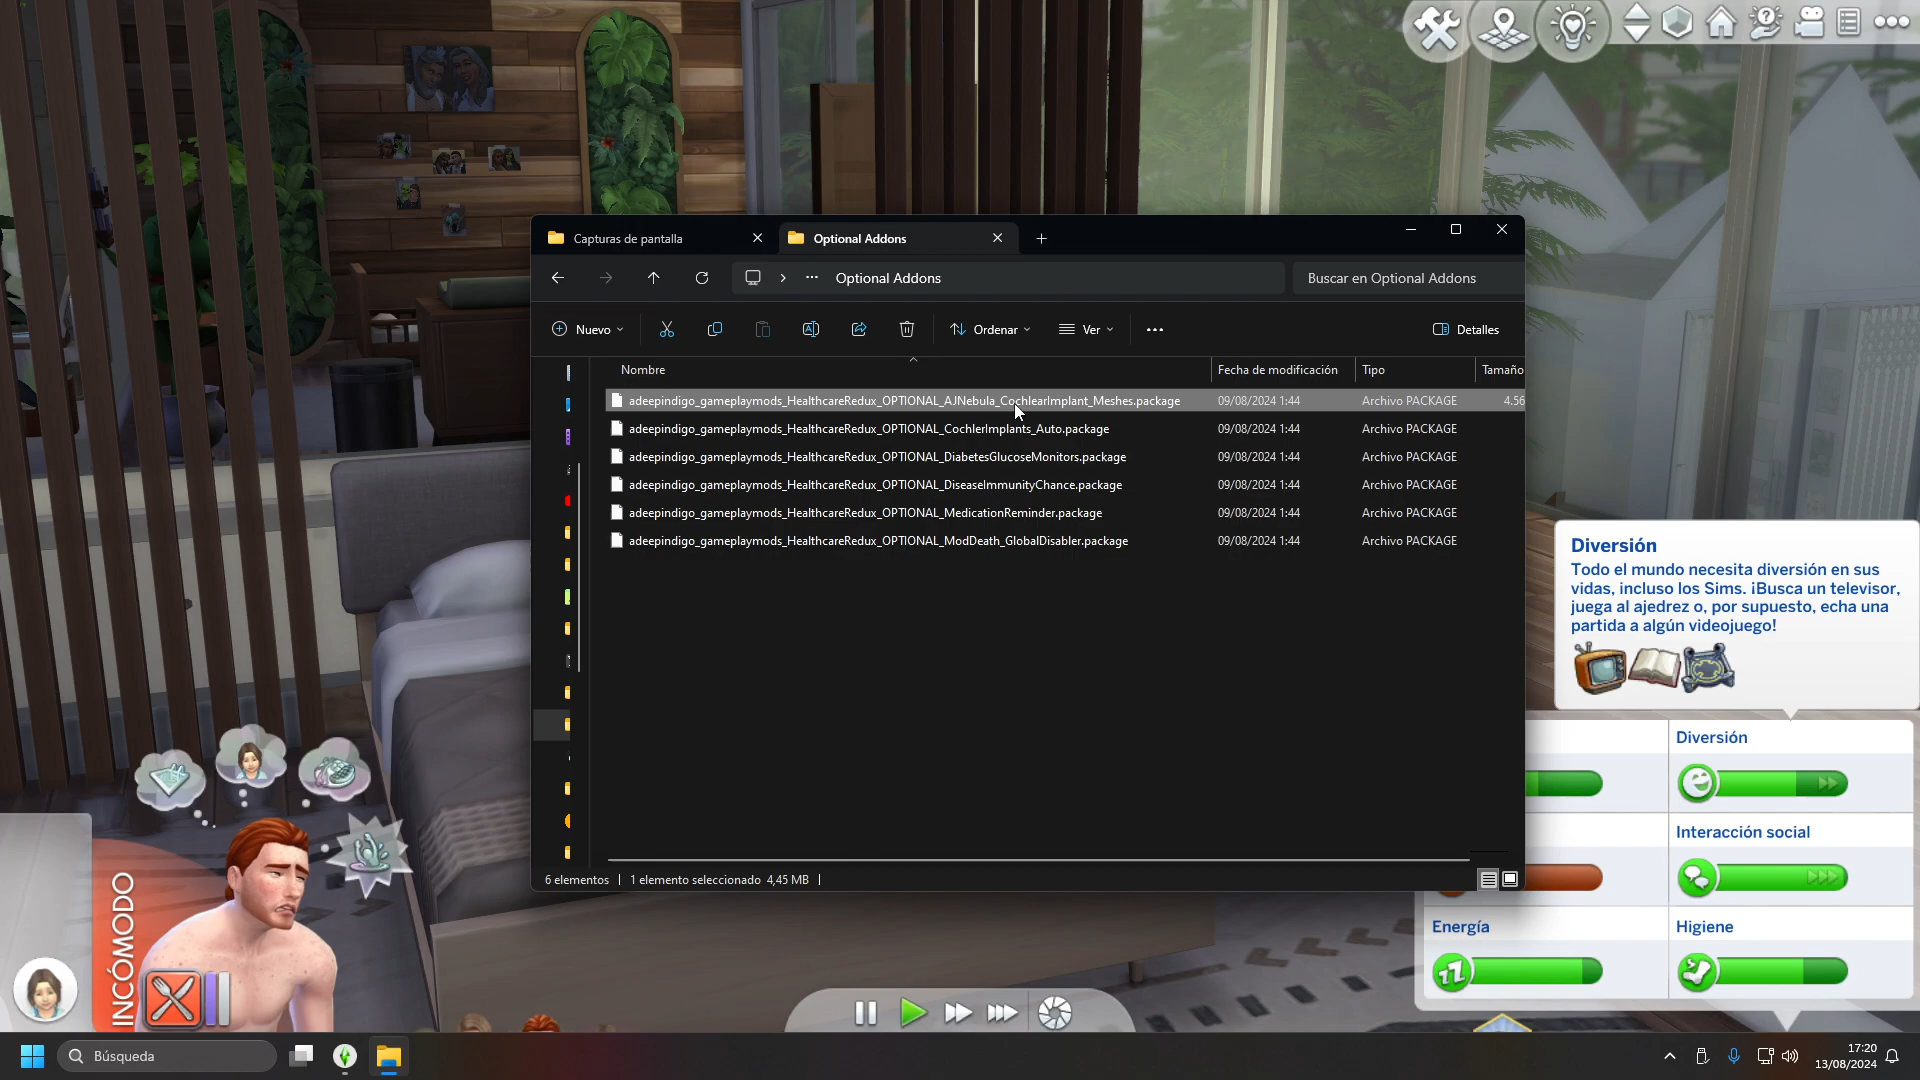 Capturas de pantalla
Optional Addons
Optional Addons
Buscar en Optional Addons
Nuevo
Ordenar
Ver
Detalles
Nombre
Fecha de modificación
Tipo
Tamaño
adeepindigo_gameplaymods_HealthcareRedux_OPTIONAL_AJNebula_CochlearImplant_Meshes.package 09/08/2024 1:44 Archivo PACKAGE 4.56
adeepindigo_gameplaymods_HealthcareRedux_OPTIONAL_CochlerImplants_Auto.package 09/08/2024 1:44 Archivo PACKAGE
adeepindigo_gameplaymods_HealthcareRedux_OPTIONAL_DiabetesGlucoseMonitors.package 09/08/2024 1:44 Archivo PACKAGE
adeepindigo_gameplaymods_HealthcareRedux_OPTIONAL_DiseaseImmunityChance.package 09/08/2024 1:44 Archivo PACKAGE
adeepindigo_gameplaymods_HealthcareRedux_OPTIONAL_MedicationReminder.package 09/08/2024 1:44 Archivo PACKAGE
adeepindigo_gameplaymods_HealthcareRedux_OPTIONAL_ModDeath_GlobalDisabler.package 09/08/2024 1:44 Archivo PACKAGE
6 elementos
1 elemento seleccionado 4,45 MB
Diversión
Todo el mundo necesita diversión en sus
vidas, incluso los Sims. ¡Busca un televisor,
juega al ajedrez o, por supuesto, echa una
partida a algún videojuego!
Diversión
Interacción social
Energía
Higiene
INCÓMODO
Búsqueda
17:20
13/08/2024